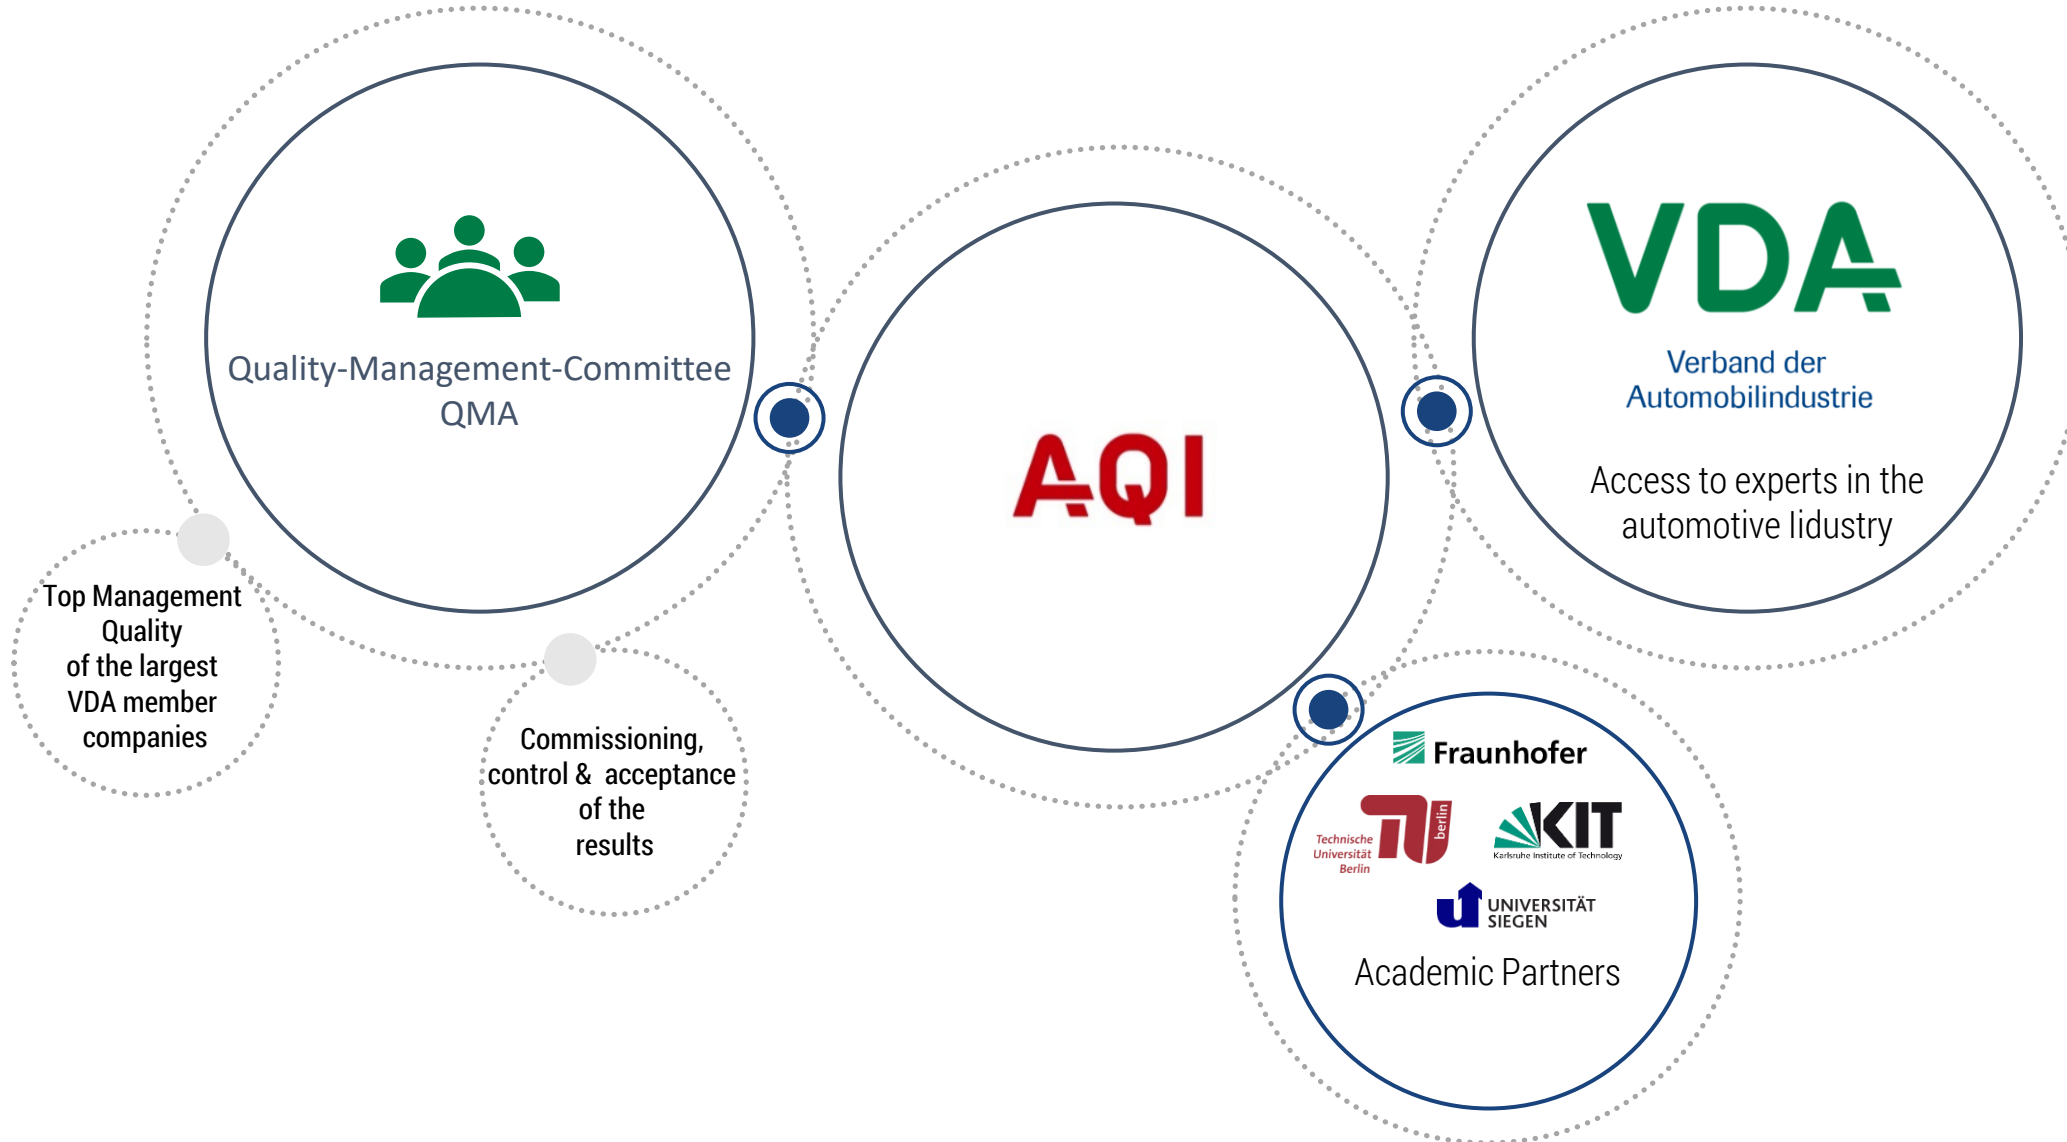 Quality-Management-Committee
QMA
Top Management
Quality
of the largest
VDA member
companies
Commissioning,
control & acceptance
of the
results
AQI
VDA
Verband der
Automobilindustrie
Access to experts in the
automotive lidustry
Fraunhofer
Technische
Universität
Berlin
berlin
KIT
Karlsruhe Institute of Technology
UNIVERSITÄT
SIEGEN
Academic Partners